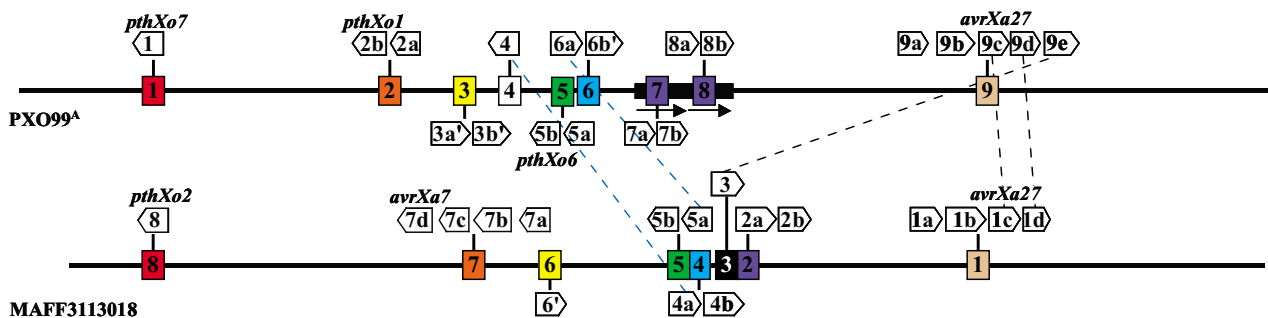 pthXo7 pthXo1 avrXa27
1 2b 2a 4 6a 6b' 8a 8b 9a 9b 9c 9d 9e
1 2 3 4 5 6 7 8 9
PXO99A
3a' 3b' 5b 5a 7a 7b
pthXo6
3
pthXo2 avrXa7 avrXa27
8 7d 7c 7b 7a 5b 5a 2a 2b 1a 1b 1c 1d
8 7 6 5 4 3 2 1
6' 4a 4b
MAFF3113018